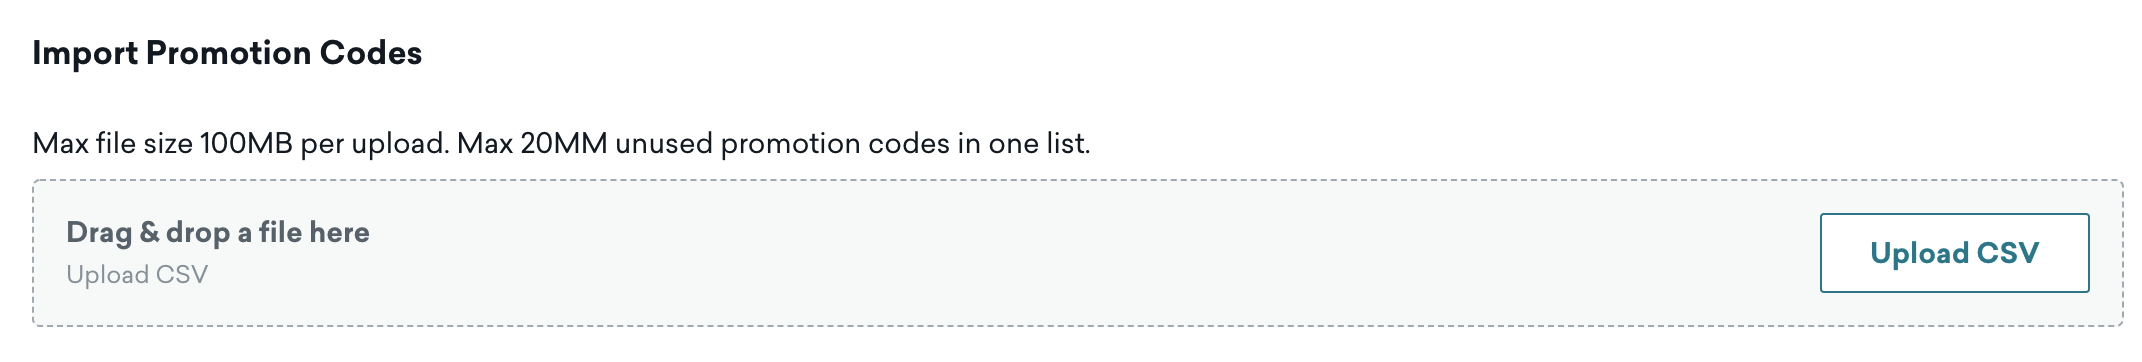 Import Promotion Codes
Max file size 100MB per upload. Max 20MM unused promotion codes in one list.
Drag & drop a file here
Upload CSV
Upload CSV